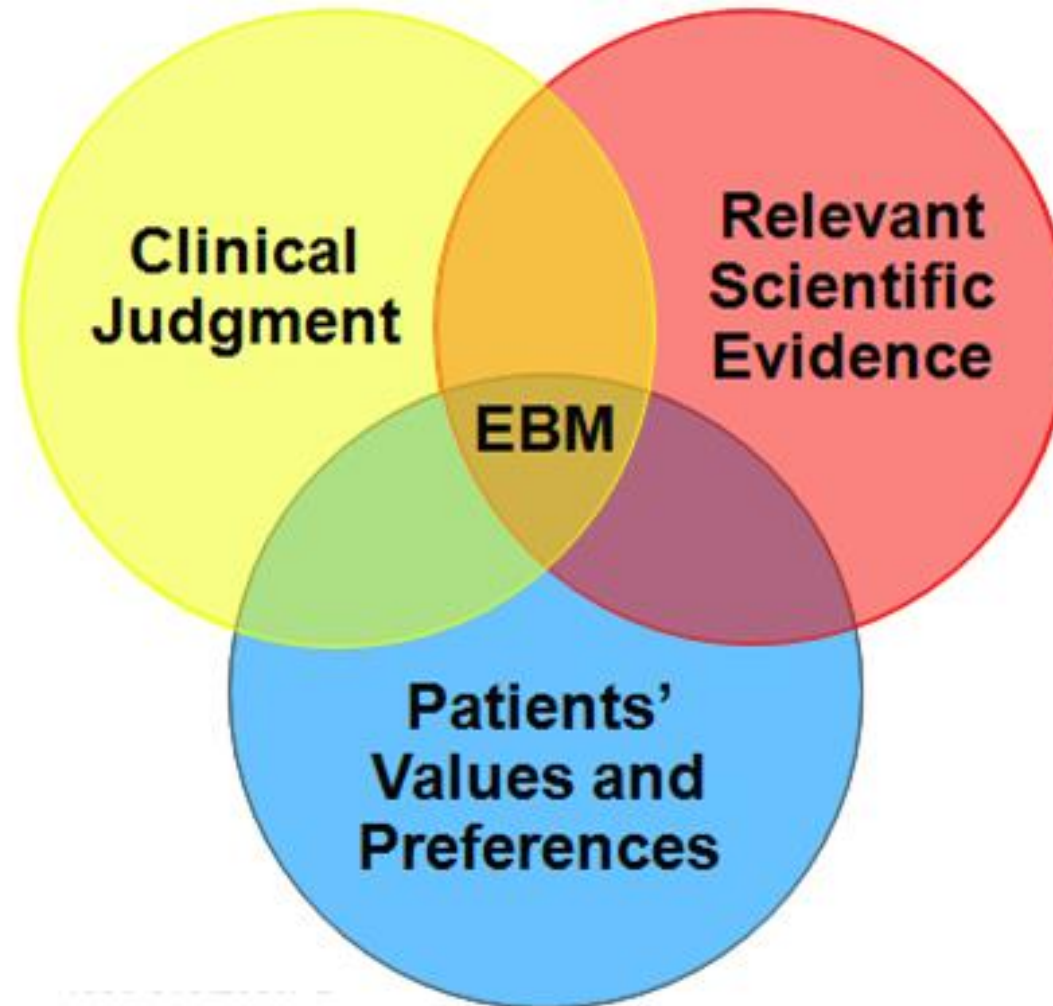 Clinical
Judgment
Relevant
Scientific
Evidence
EBM
Patients’
Values and
Preferences